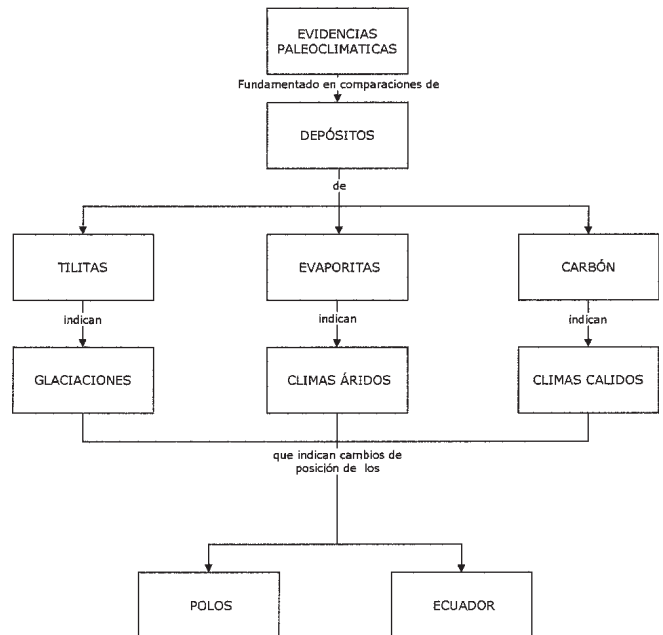 EVIDENCIAS
PALEOCLIMATICAS
Fundamentado en comparaciones de
DEPÓSITOS
de
TILITAS
EVAPORITAS
CARBÓN
indican
indican
indican
GLACIACIONES
CLIMAS ÁRIDOS
CLIMAS CALIDOS
que indican cambios de
posición de los
POLOS
ECUADOR